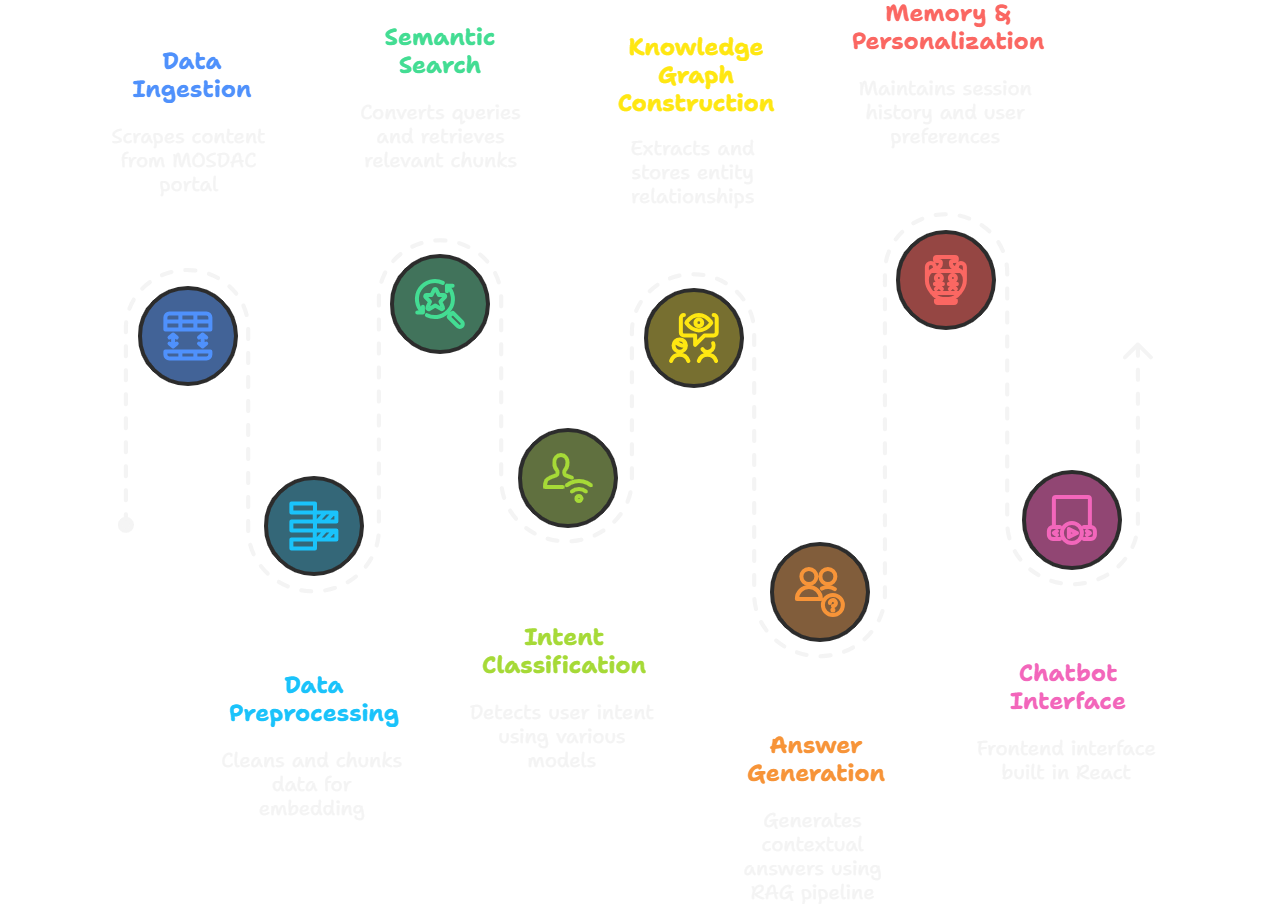 Data
Ingestion
Scrapes content
from MOSDAC
portal
Data
Preprocessing
Cleans and chunks
data for
embedding
Semantic
Search
Converts queries
and retrieves
relevant chunks
Intent
Classification
Detects user intent
using various
models
Knowledge
Graph
Construction
Extracts and
stores entity
relationships
Answer
Generation
Generates
contextual
answers using
RAG pipeline
Memory &
Personalization
Maintains session
history and user
preferences
Chatbot
Interface
Frontend interface
built in React